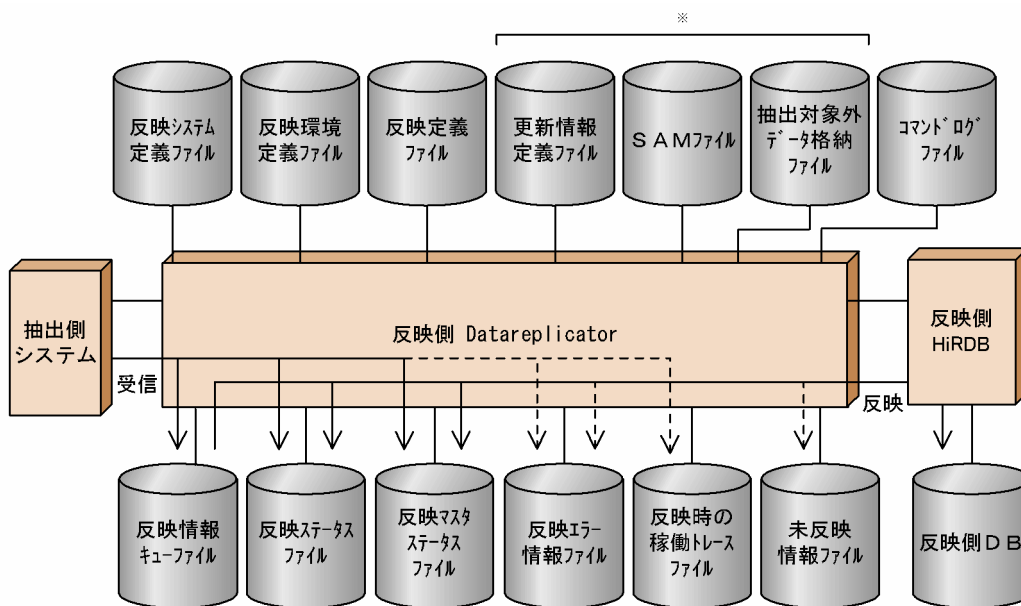 ※
反映システム
定義ファイル
反映環境
定義ファイル
反映定義
ファイル
更新情報
定義ファイル
ＳＡＭファイル
抽出対象外
データ格納
ファイル
コマンドログ
ファイル
抽出側
システム
反映側 Datareplicator
反映側
HiRDB
受信
反映
反映情報
キューファイル
反映ステータス
ファイル
反映マスタ
ステータス
ファイル
反映エラー
情報ファイル
反映時の
稼働トレース
ファイル
未反映
情報ファイル
反映側ＤＢ